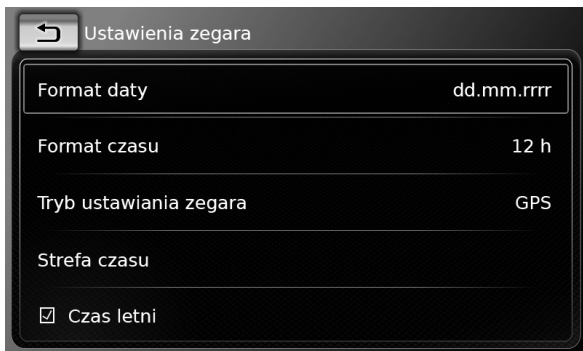 Ustawienia zegara
Format daty dd.mm.rrrr
Format czasu 12 h
Tryb ustawiania zegara GPS
Strefa czasu
Czas letni